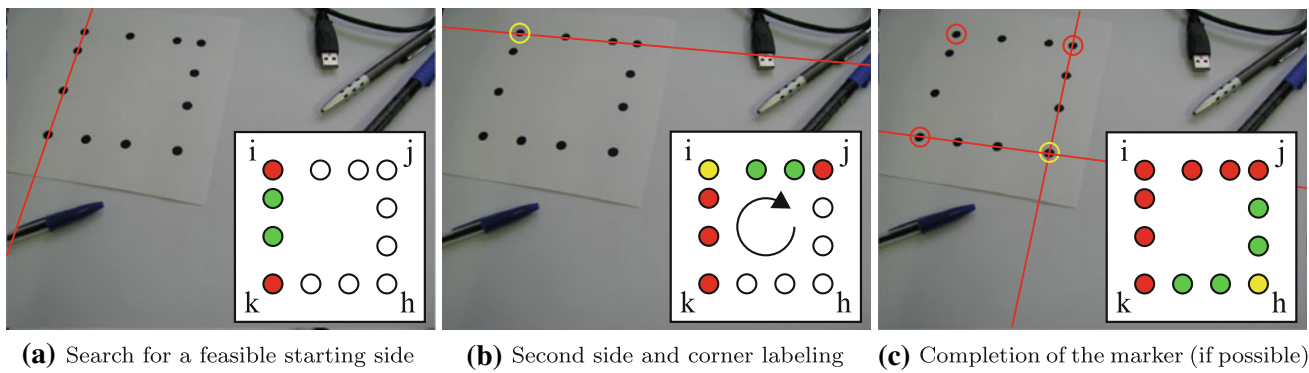 i j
k h
i j
k h
i j
k h
(a) Search for a feasible starting side
(b) Second side and corner labeling
(c) Completion of the marker (if possible)